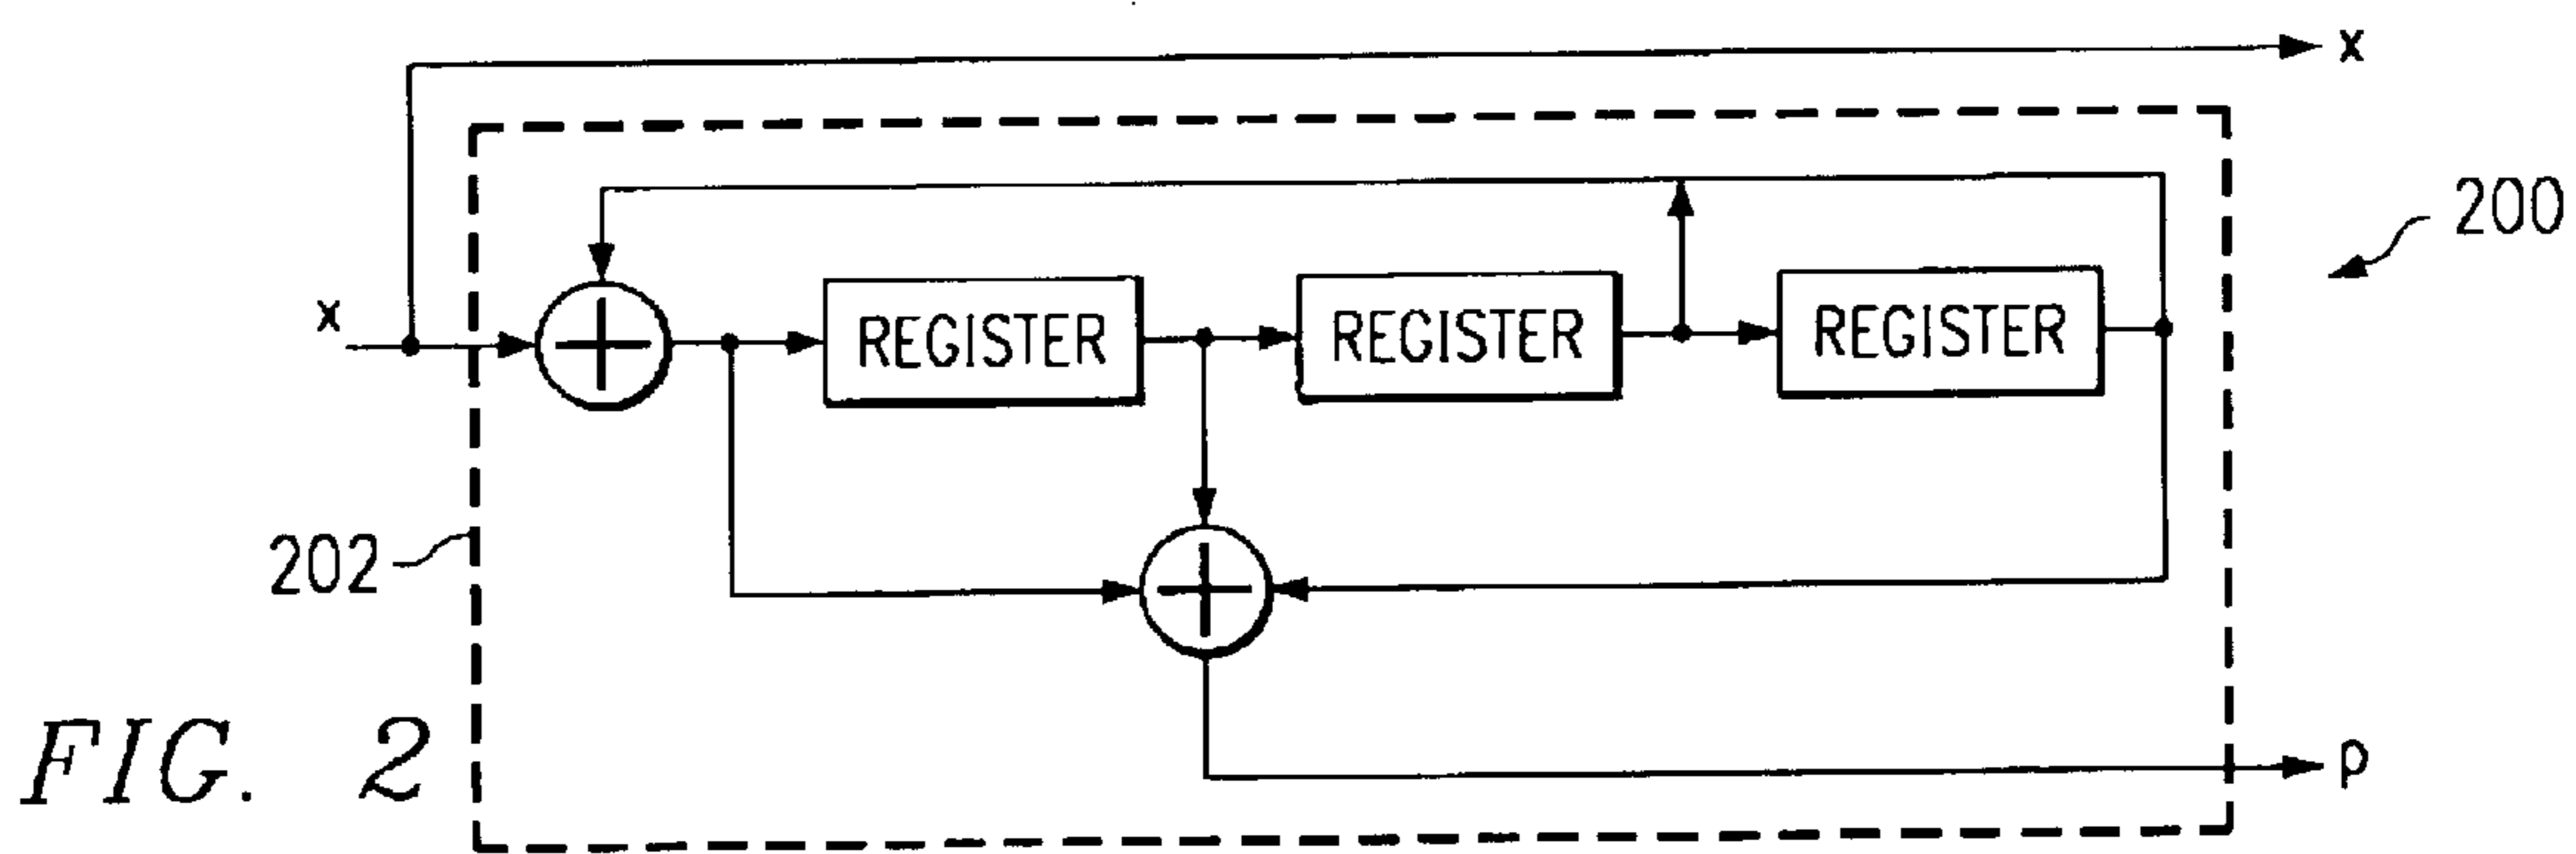 x
200
x
REGISTER REGISTER REGISTER
202
FIG. 2
p